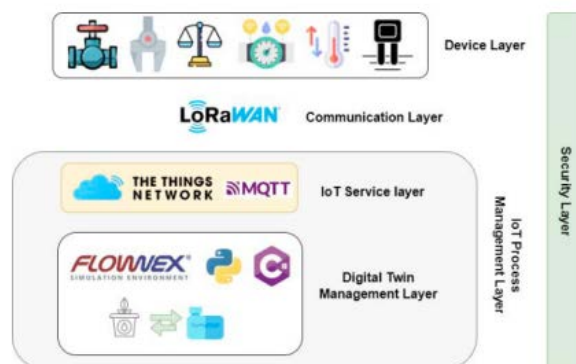 Device Layer
LoRaWAN
Communication Layer
THE THINGS
NETWORK
MQTT
IoT Service layer
FLOWNEX®
SIMULATION ENVIRONMENT
C
Digital Twin
Management Layer
IoT Process
Management Layer
Security Layer